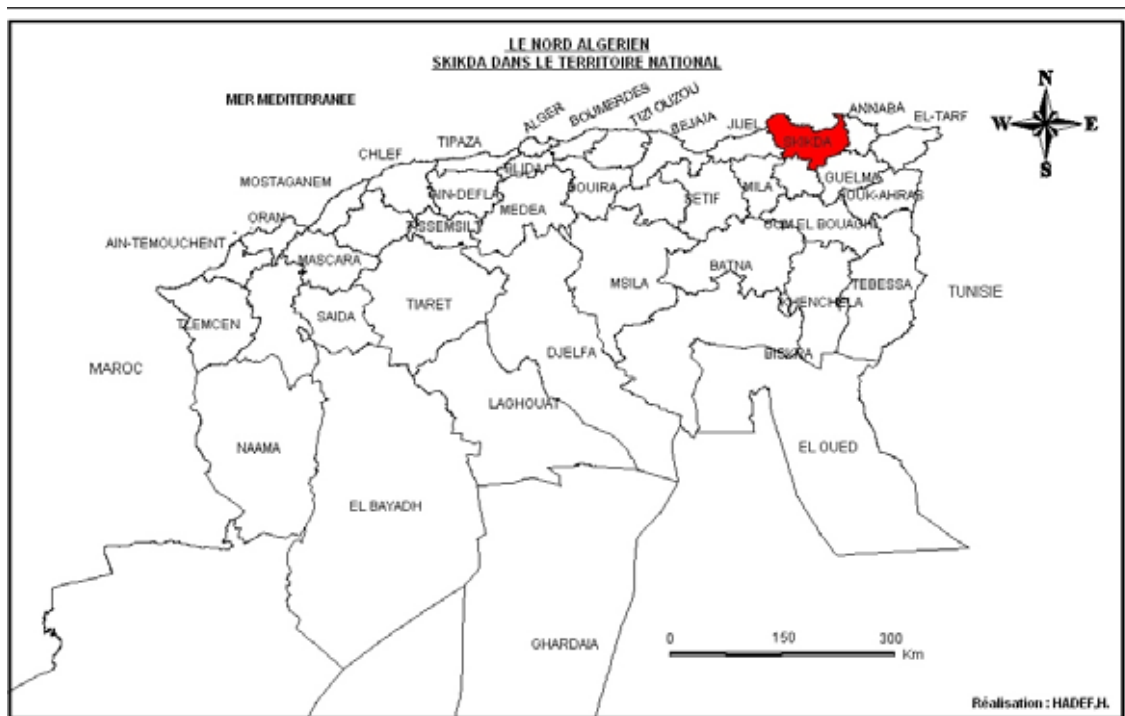 LE NORD ALGERIEN
SKIKDA DANS LE TERRITOIRE NATIONAL
MER MEDITERRANEE
N
W
E
S
ALGER
BOUMERDES
TIZI OUZOU
BEJAIA
JIJEL
SKIKDA
ANNABA
EL-TARF
TIPAZA
CHLEF
BLIDA
BOUIRA
SETIF
MILA
GUELMA
SOUK-AHRAS
MOSTAGANEM
AIN-DEFLA
MEDEA
ORAN
OUM EL BOUAGHI
AIN-TEMOUCHENT
MASCARA
MSILA
BATNA
KHENCHELA
TEBESSA
TUNISIE
TLEMCEN
SAIDA
TIARET
MAROC
DJELFA
BISKRA
LAGHOUAT
NAAMA
EL OUED
EL BAYADH
GHARDAIA
0 150 300
Km
Réalisation : HADEF,H.